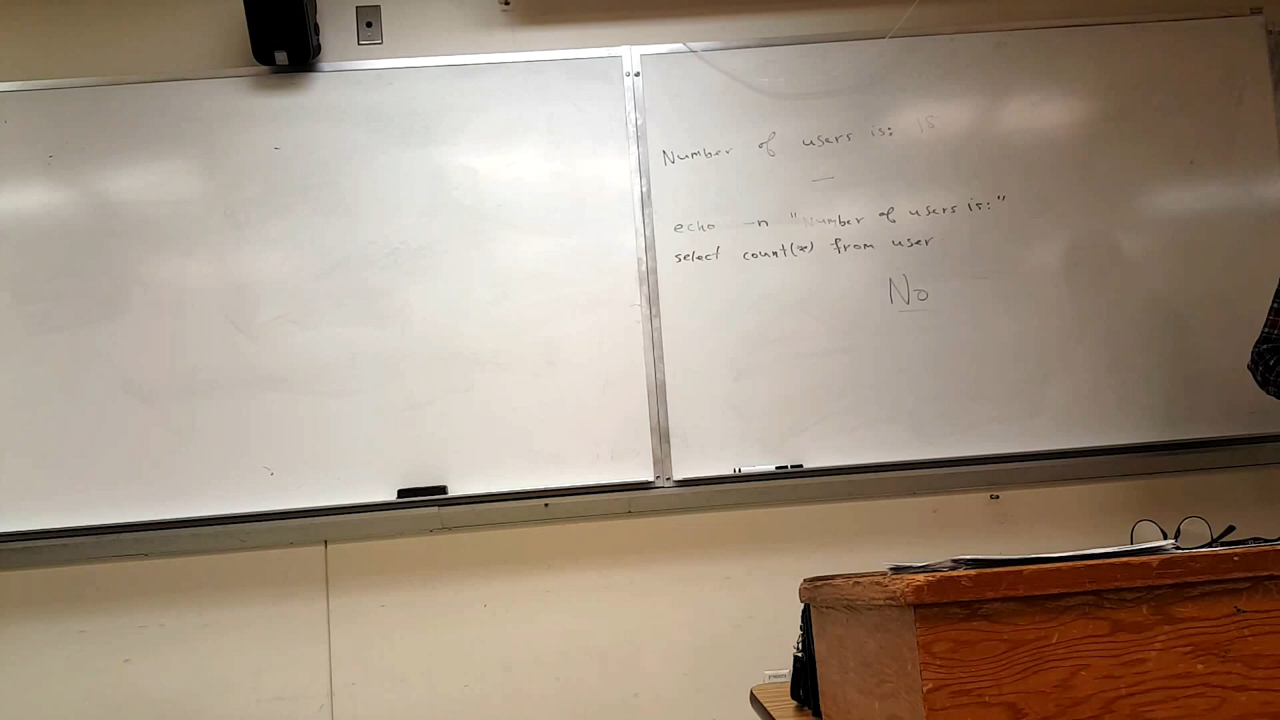 Number of users is: 15
echo -n "Number of users is:"
select count(*) from user
No